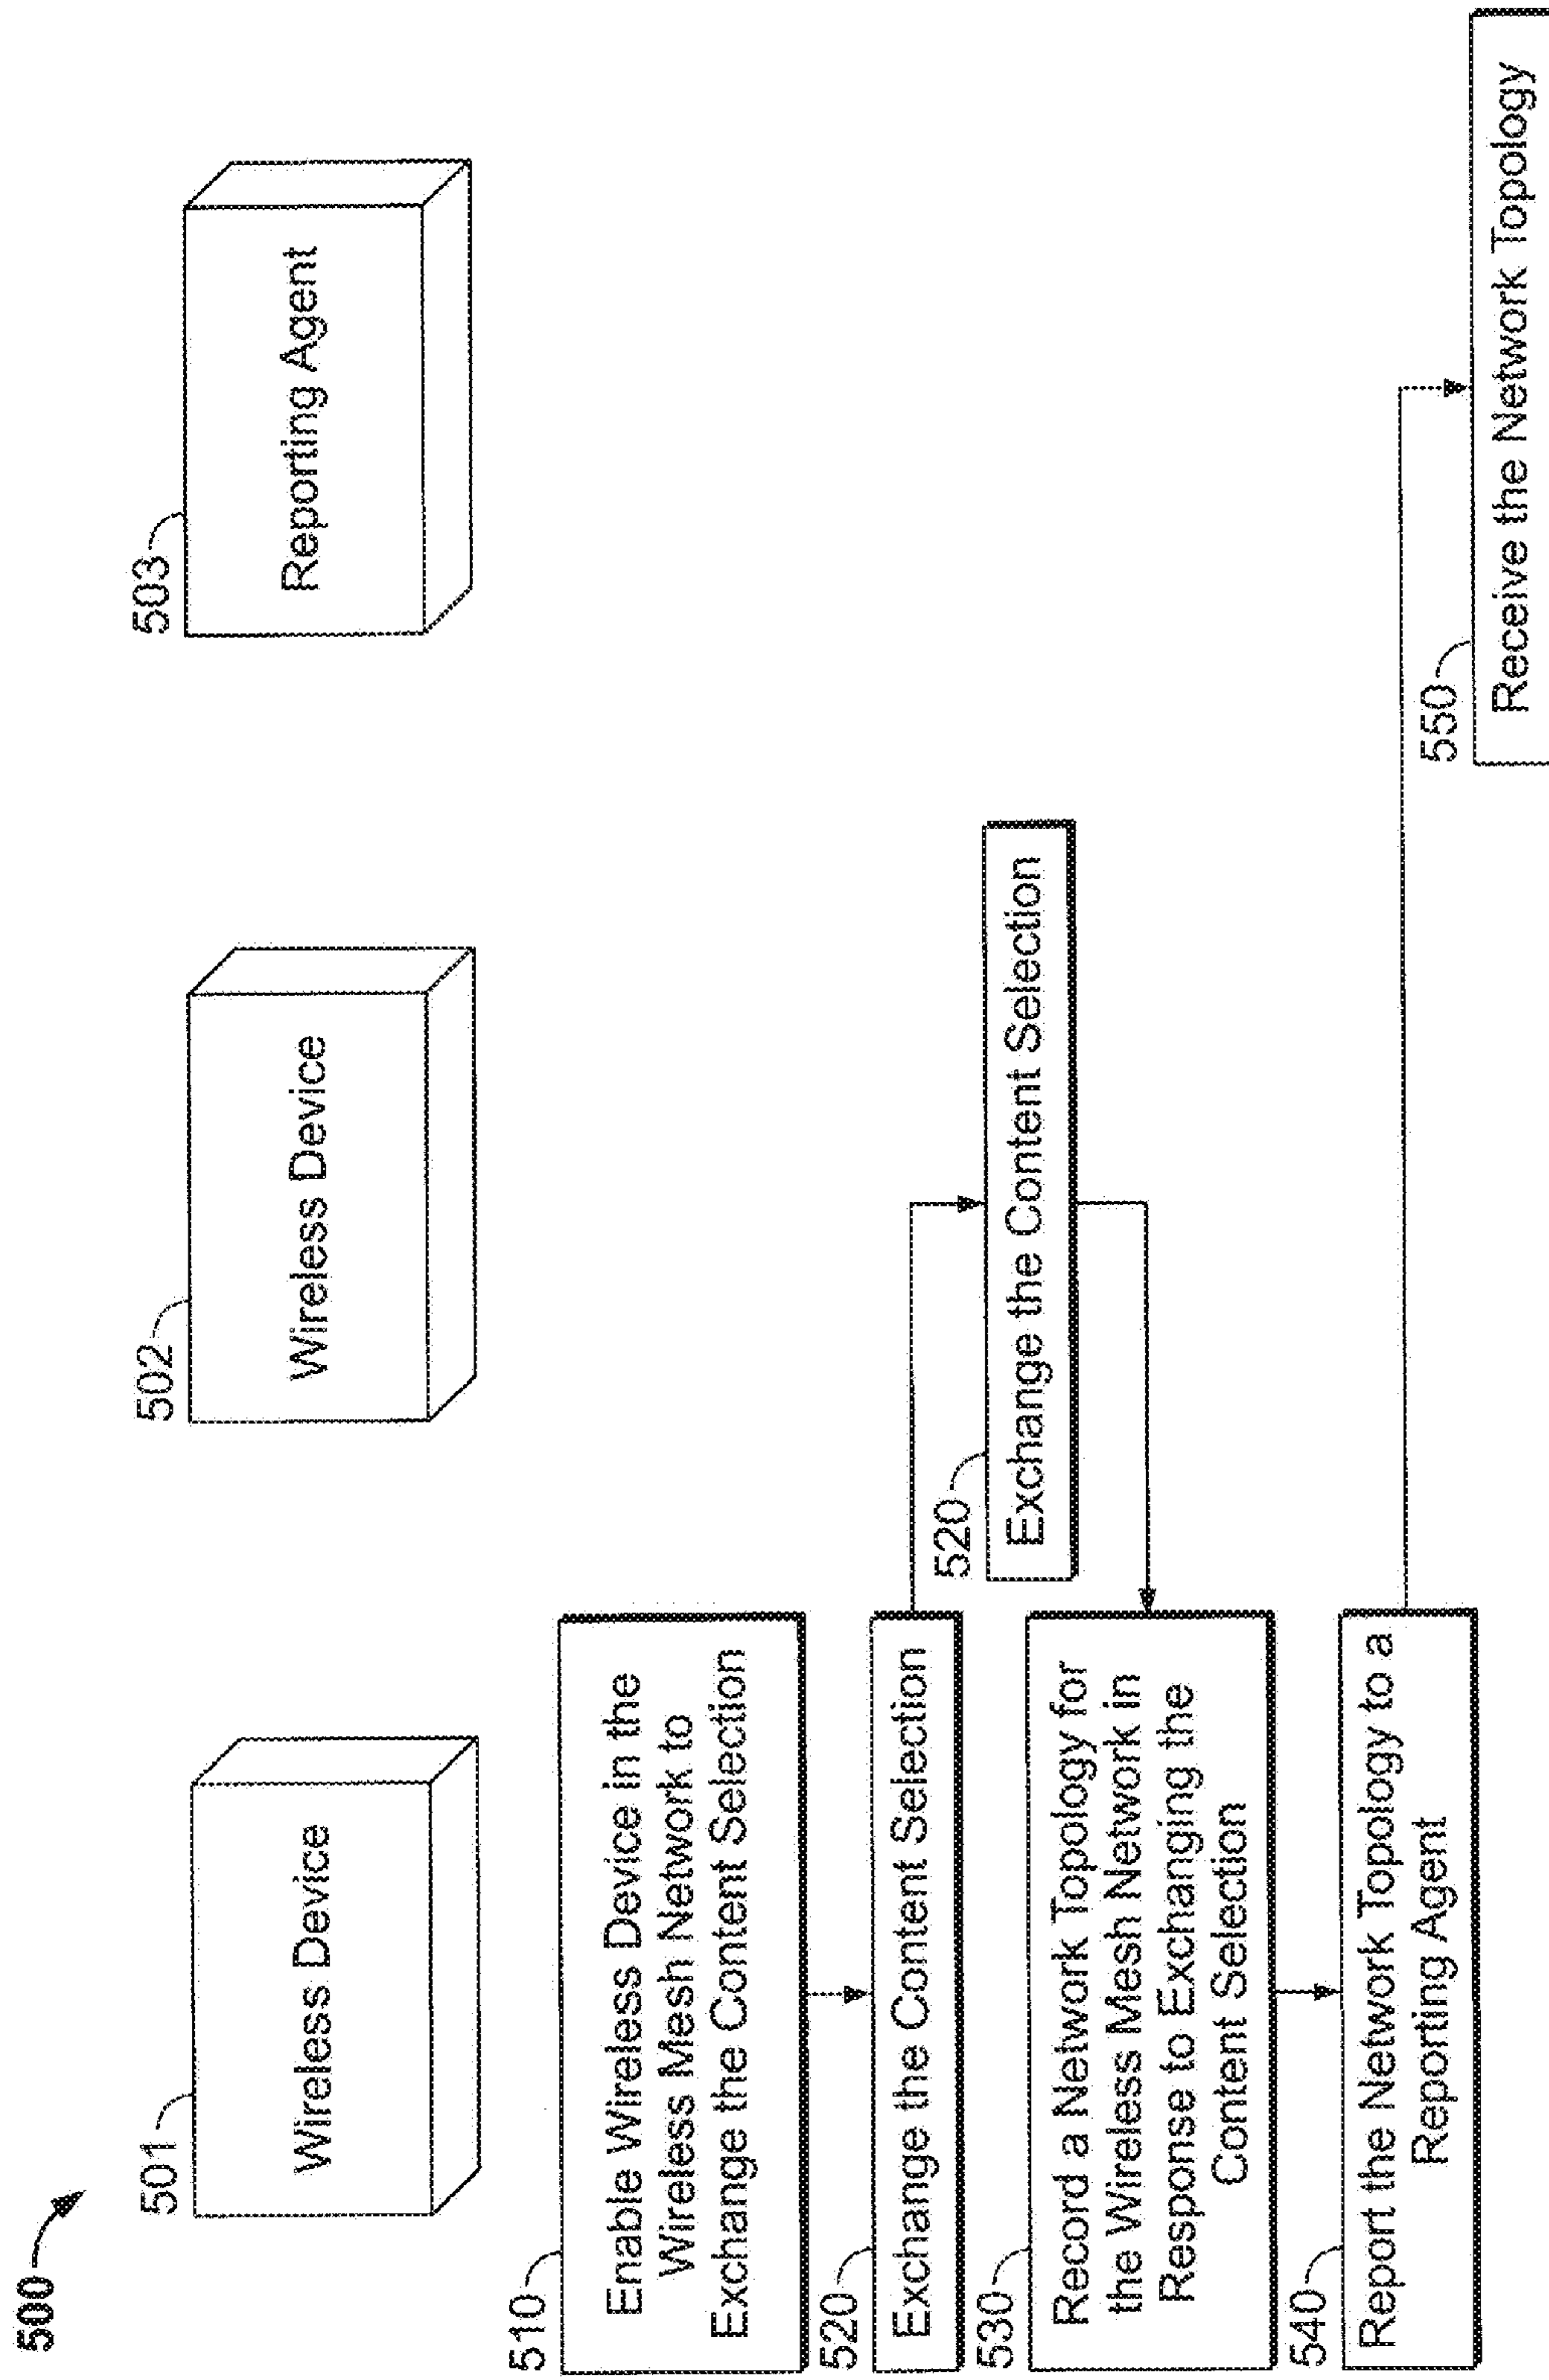 500
501
Wireless Device
502
Wireless Device
503
Reporting Agent
510
Enable Wireless Device in the
Wireless Mesh Network to
Exchange the Content Selection
520
Exchange the Content Selection
520
Exchange the Content Selection
530
Record a Network Topology for
the Wireless Mesh Network in
Response to Exchanging the
Content Selection
540
Report the Network Topology to a
Reporting Agent
550
Receive the Network Topology